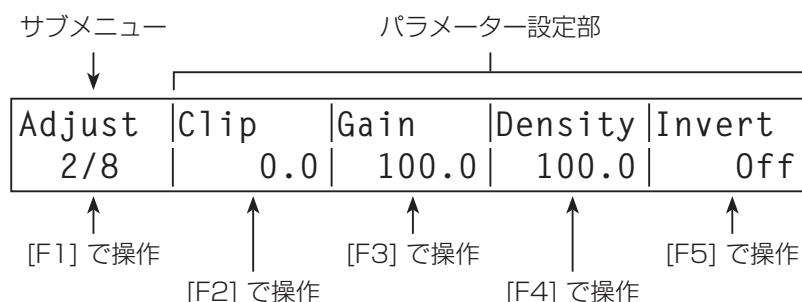 サブメニュー
パラメーター設定部
Adjust |Clip |Gain |Density|Invert
2/8 | 0.0| 100.0| 100.0| Off
[F1] で操作
[F3] で操作
[F5] で操作
[F2] で操作
[F4] で操作